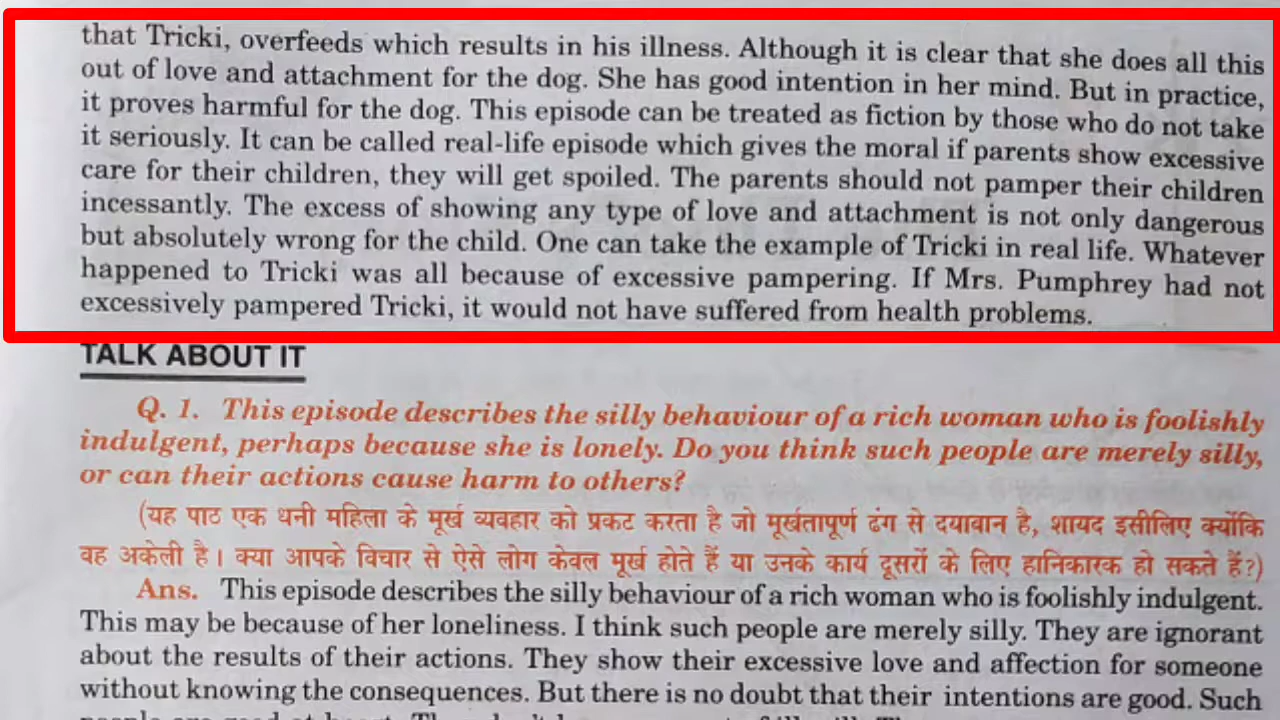 that Tricki, overfeeds which results in his illness. Although it is clear that she does all this
out of love and attachment for the dog. She has good intention in her mind. But in practice,
it proves harmful for the dog. This episode can be treated as fiction by those who do not take
it seriously. It can be called real-life episode which gives the moral if parents show excessive
care for their children, they will get spoiled. The parents should not pamper their children
incessantly. The excess of showing any type of love and attachment is not only dangerous
but absolutely wrong for the child. One can take the example of Tricki in real life. Whatever
happened to Tricki was all because of excessive pampering. If Mrs. Pumphrey had not
excessively pampered Tricki, it would not have suffered from health problems.
TALK ABOUT IT
Q. 1. This episode describes the silly behaviour of a rich woman who is foolishly
indulgent, perhaps because she is lonely. Do you think such people are merely silly,
or can their actions cause harm to others?
(यह पाठ एक धनी महिला के मूर्ख व्यवहार को प्रकट करता है जो मूर्खतापूर्ण ढंग से दयावान है, शायद इसीलिए क्योंकि
वह अकेली है। क्या आपके विचार से ऐसे लोग केवल मूर्ख होते हैं या उनके कार्य दूसरों के लिए हानिकारक हो सकते हैं?)
Ans. This episode describes the silly behaviour of a rich woman who is foolishly indulgent.
This may be because of her loneliness. I think such people are merely silly. They are ignorant
about the results of their actions. They show their excessive love and affection for someone
without knowing the consequences. But there is no doubt that their intentions are good. Such